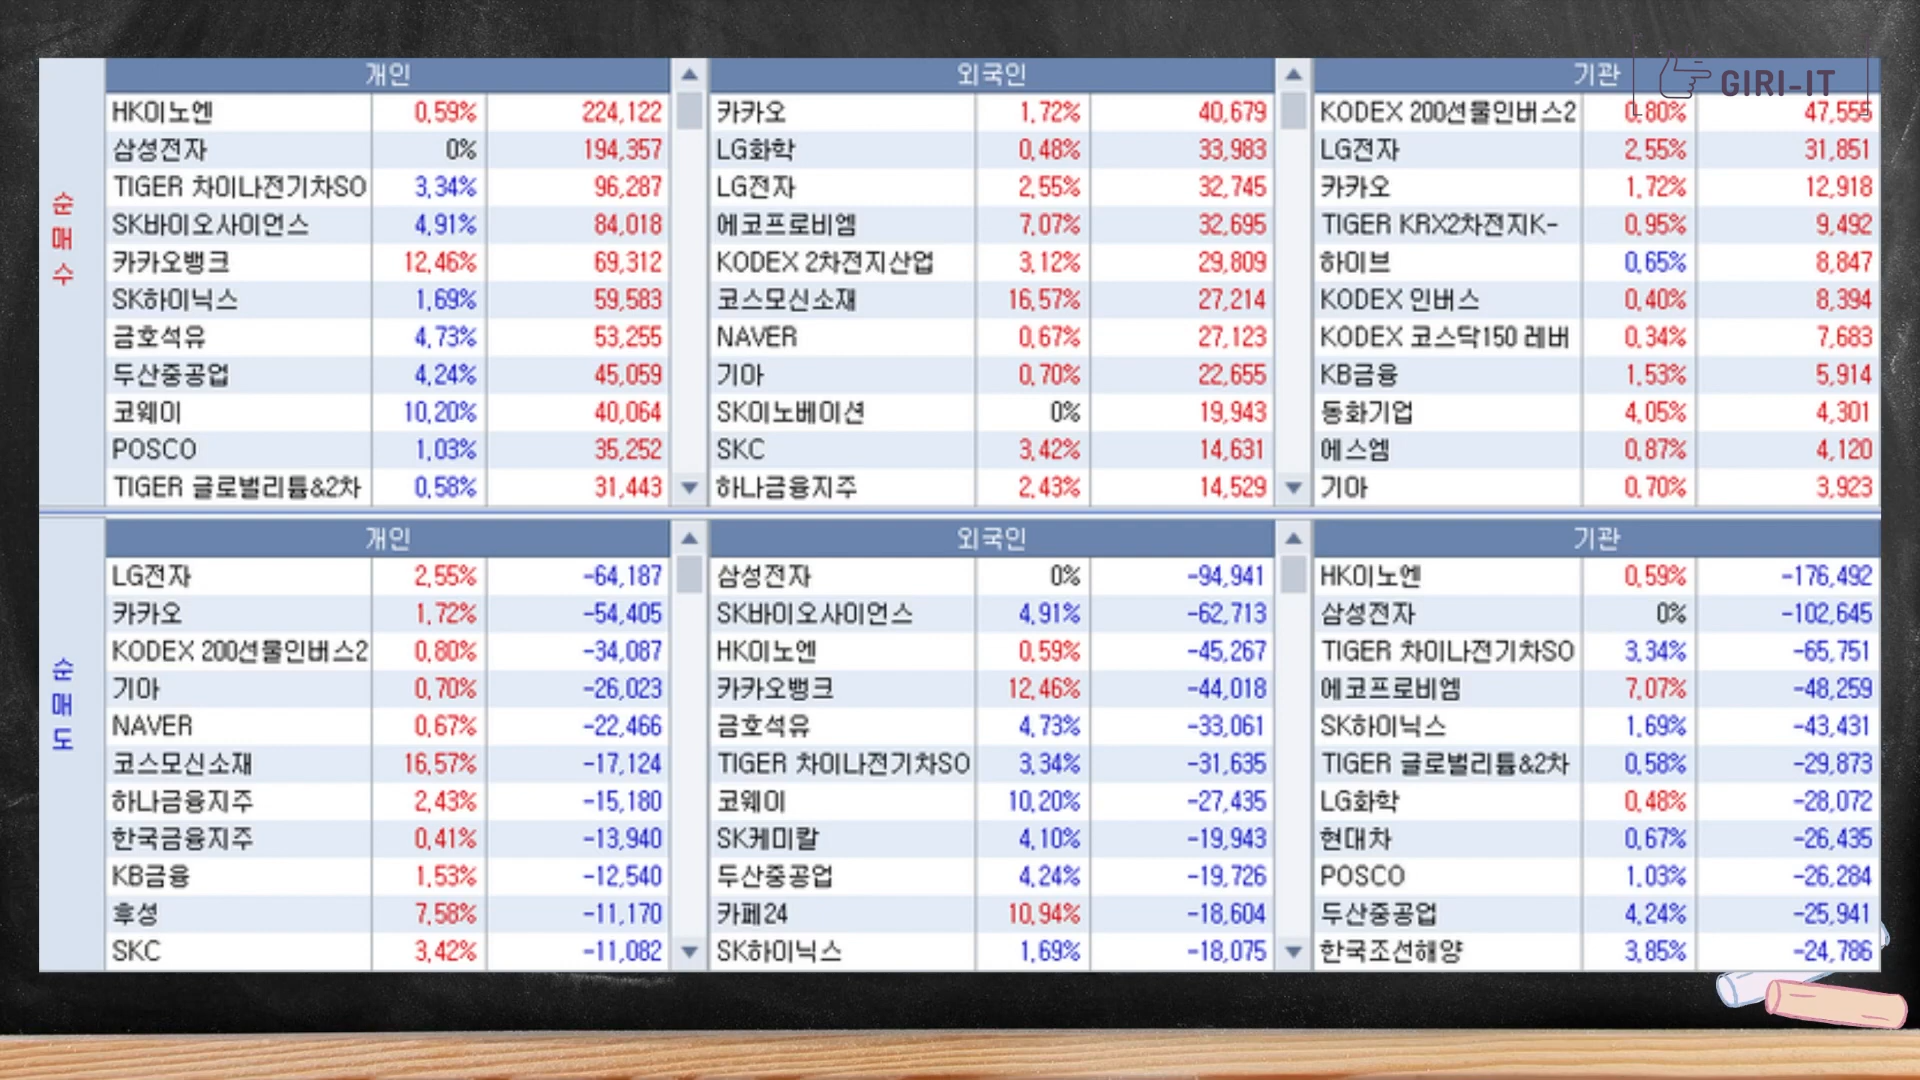 GIRI-IT
순매수
개인 외국인 기관
HK이노엔 0.59% 224,122 카카오 1.72% 40,679 KODEX 200선물인버스2 0.80% 47,555
삼성전자 0% 194,357 LG화학 0.48% 33,983 LG전자 2.55% 31,851
TIGER 차이나전기차SO 3.34% 96,287 LG전자 2.55% 32,745 카카오 1.72% 12,918
SK바이오사이언스 4.91% 84,018 에코프로비엠 7.07% 32,695 TIGER KRX2차전지K- 0.95% 9,492
카카오뱅크 12.46% 69,312 KODEX 2차전지산업 3.12% 29,809 하이브 0.65% 8,847
SK하이닉스 1.69% 59,583 코스모신소재 16.57% 27,214 KODEX 인버스 0.40% 8,394
금호석유 4.73% 53,255 NAVER 0.67% 27,123 KODEX 코스닥150 레버 0.34% 7,683
두산중공업 4.24% 45,059 기아 0.70% 22,655 KB금융 1.53% 5,914
코웨이 10.20% 40,064 SK이노베이션 0% 19,943 동화기업 4.05% 4,301
POSCO 1.03% 35,252 SKC 3.42% 14,631 에스엠 0.87% 4,120
TIGER 글로벌리튬&2차 0.58% 31,443 하나금융지주 2.43% 14,529 기아 0.70% 3,923
순매도
개인 외국인 기관
LG전자 2.55% -64,187 삼성전자 0% -94,941 HK이노엔 0.59% -176,492
카카오 1.72% -54,405 SK바이오사이언스 4.91% -62,713 삼성전자 0% -102,645
KODEX 200선물인버스2 0.80% -34,087 HK이노엔 0.59% -45,267 TIGER 차이나전기차SO 3.34% -65,751
기아 0.70% -26,023 카카오뱅크 12.46% -44,018 에코프로비엠 7.07% -48,259
NAVER 0.67% -22,466 금호석유 4.73% -33,061 SK하이닉스 1.69% -43,431
코스모신소재 16.57% -17,124 TIGER 차이나전기차SO 3.34% -31,635 TIGER 글로벌리튬&2차 0.58% -29,873
하나금융지주 2.43% -15,180 코웨이 10.20% -27,435 LG화학 0.48% -28,072
한국금융지주 0.41% -13,940 SK케미칼 4.10% -19,943 현대차 0.67% -26,435
KB금융 1.53% -12,540 두산중공업 4.24% -19,726 POSCO 1.03% -26,284
후성 7.58% -11,170 카페24 10.94% -18,604 두산중공업 4.24% -25,941
SKC 3.42% -11,082 SK하이닉스 1.69% -18,075 한국조선해양 3.85% -24,786